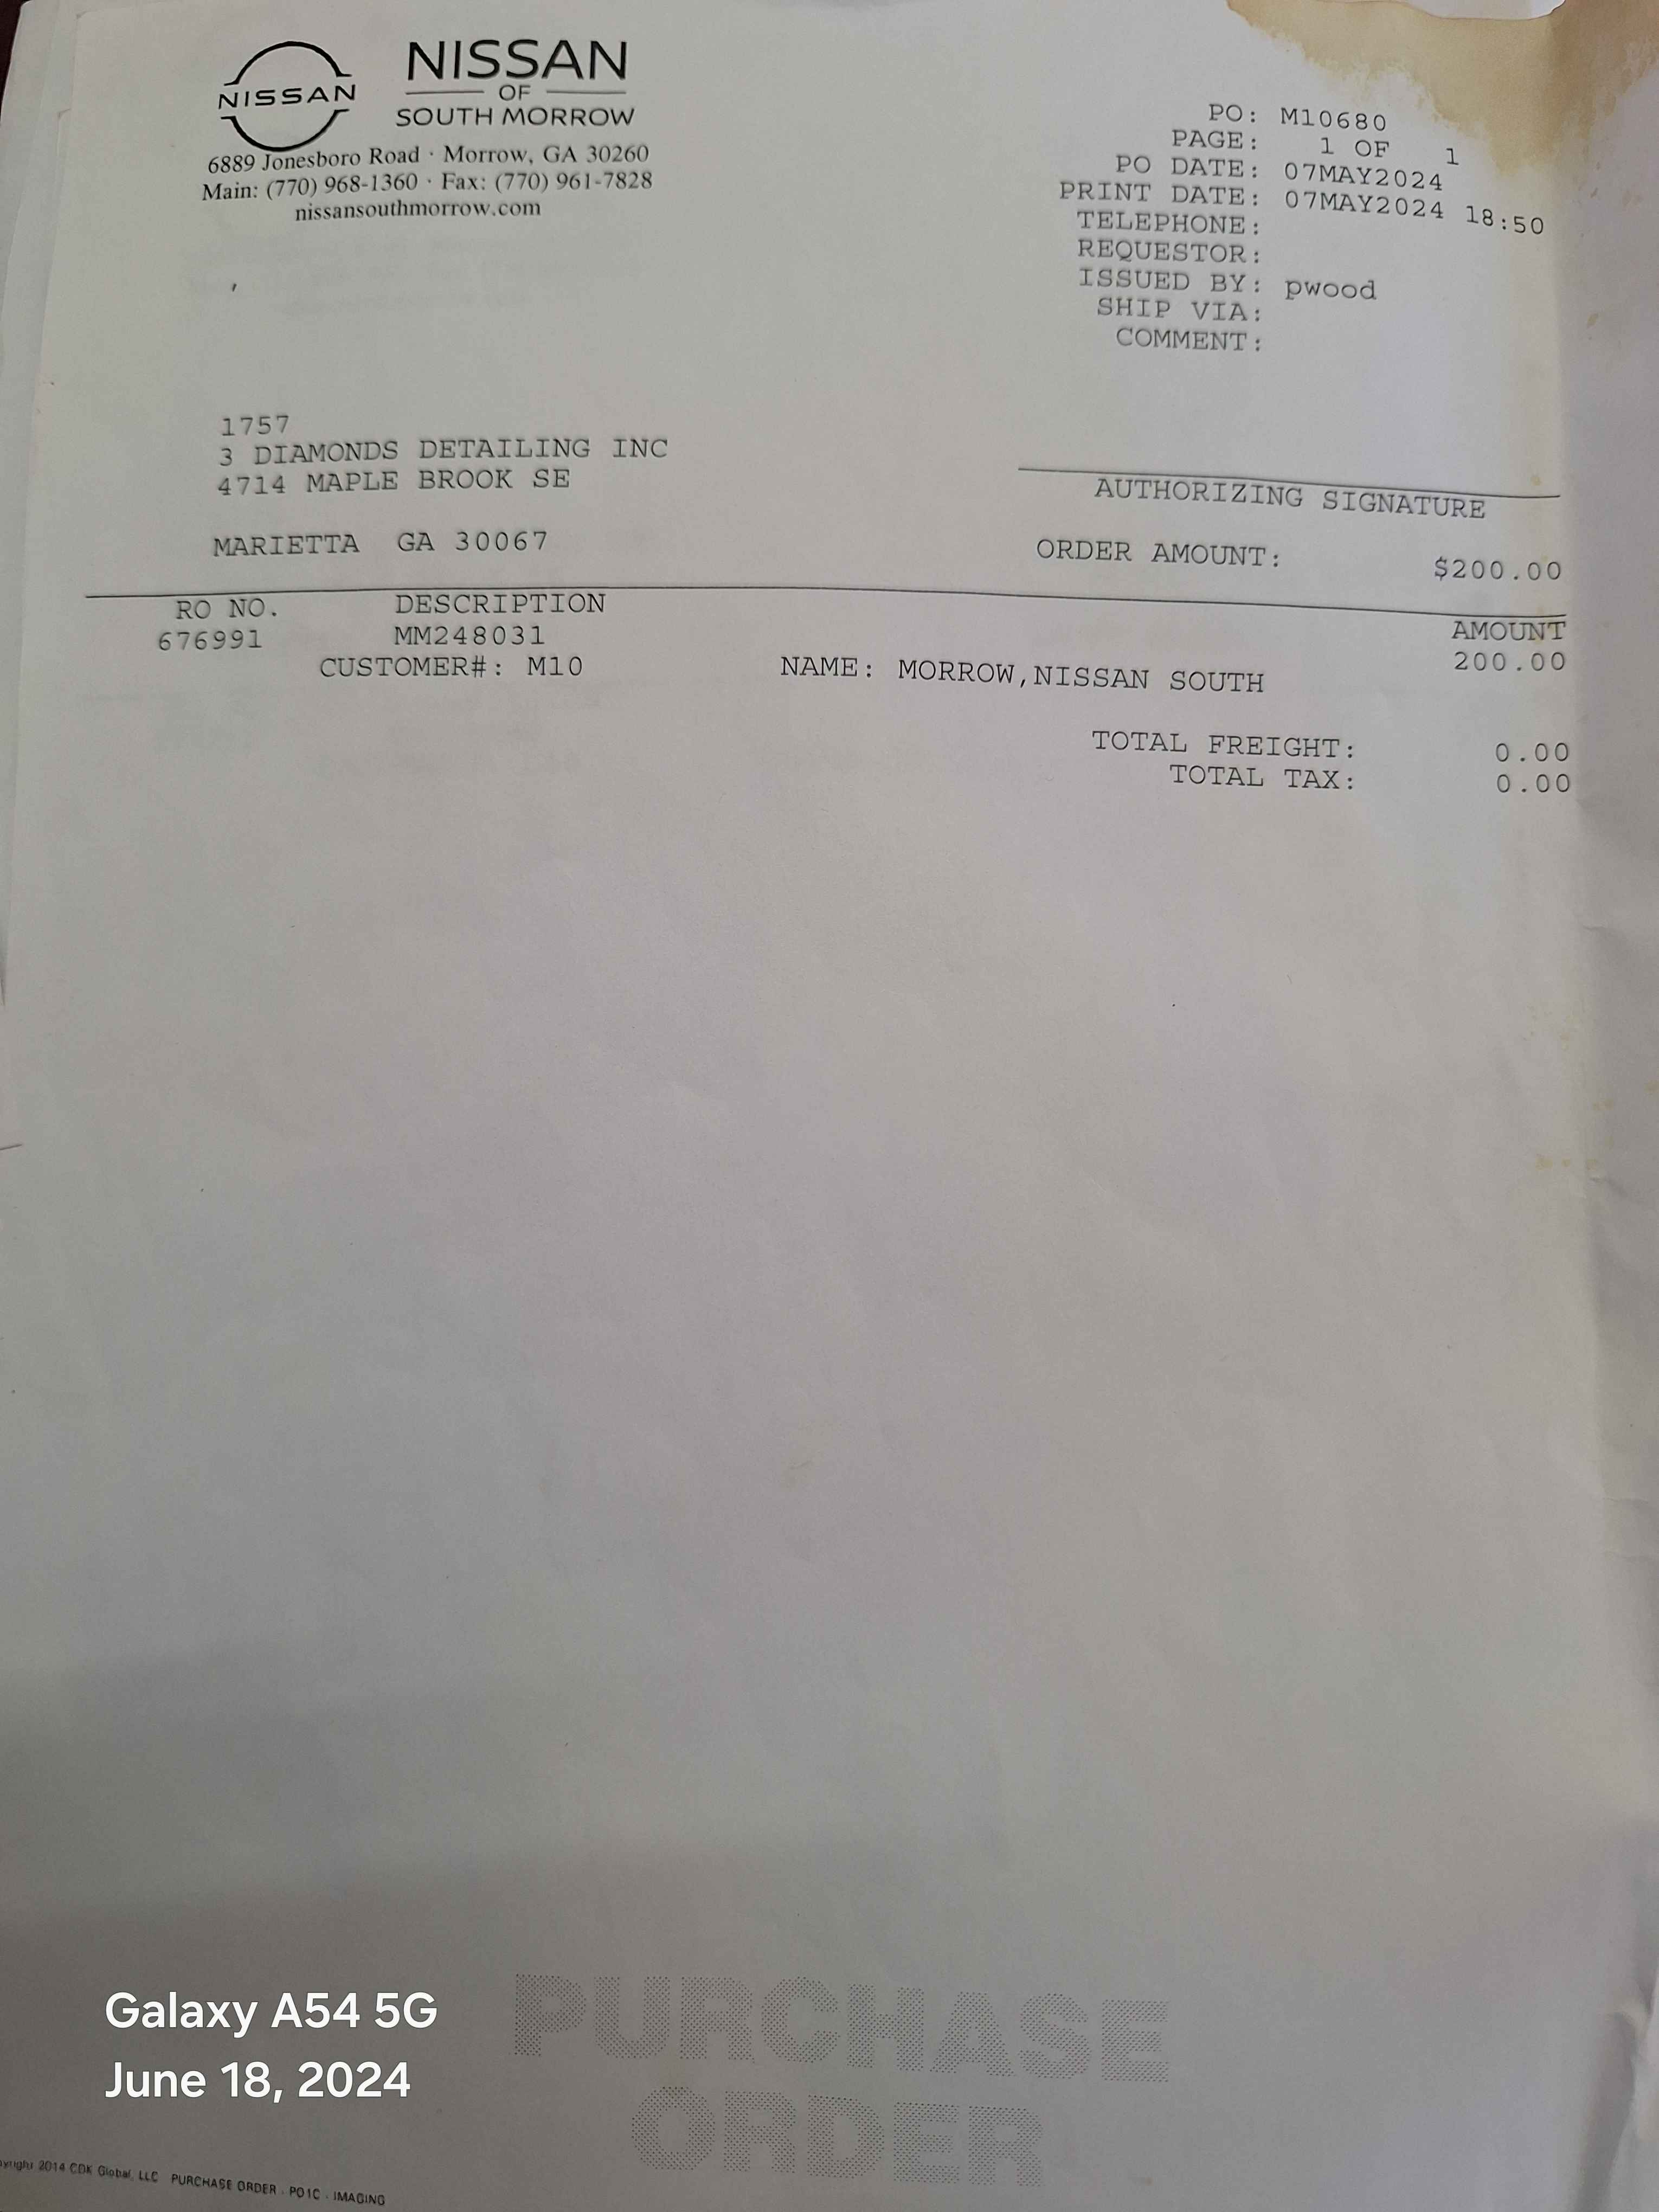 NISSAN
NISSAN
OF
SOUTH MORROW
6889 Jonesboro Road · Morrow, GA 30260
Main: (770) 968-1360 · Fax: (770) 961-7828
nissansouthmorrow.com
PO: M10680
PAGE: 1 OF 1
PO DATE: 07MAY2024
PRINT DATE: 07MAY2024 18:50
TELEPHONE:
REQUESTOR:
ISSUED BY: pwood
SHIP VIA:
COMMENT:
1757
3 DIAMONDS DETAILING INC
4714 MAPLE BROOK SE
MARIETTA GA 30067
AUTHORIZING SIGNATURE
ORDER AMOUNT: $200.00
RO NO. DESCRIPTION AMOUNT
676991 MM248031 200.00
CUSTOMER#: M10 NAME: MORROW,NISSAN SOUTH
TOTAL FREIGHT: 0.00
TOTAL TAX: 0.00
PURCHASE
ORDER
Galaxy A54 5G
June 18, 2024
yright 2014 CDK Global, LLC PURCHASE ORDER · PO1C · IMAGING